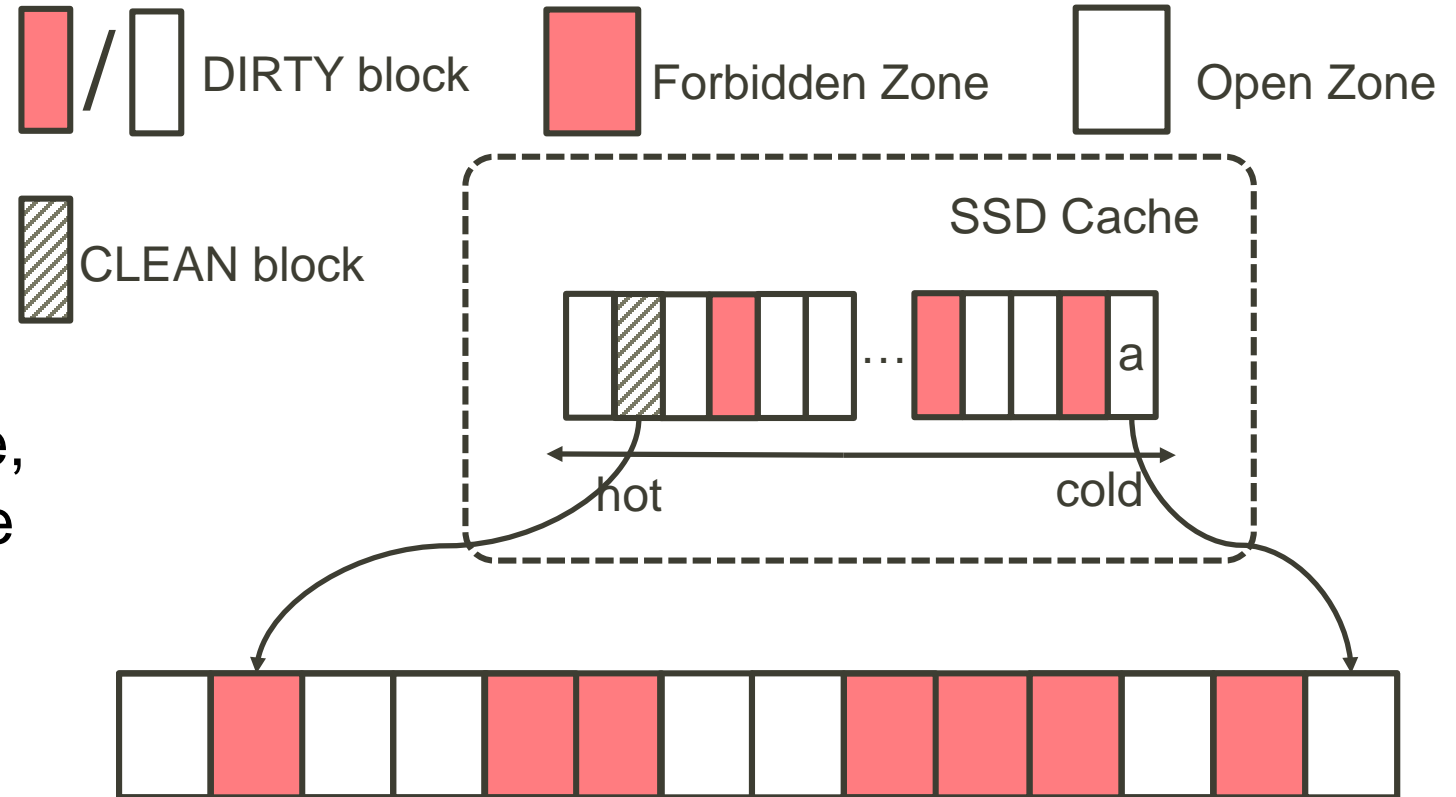 / DIRTY block
Forbidden Zone
Open Zone
CLEAN block
SSD Cache
... a
hot
cold